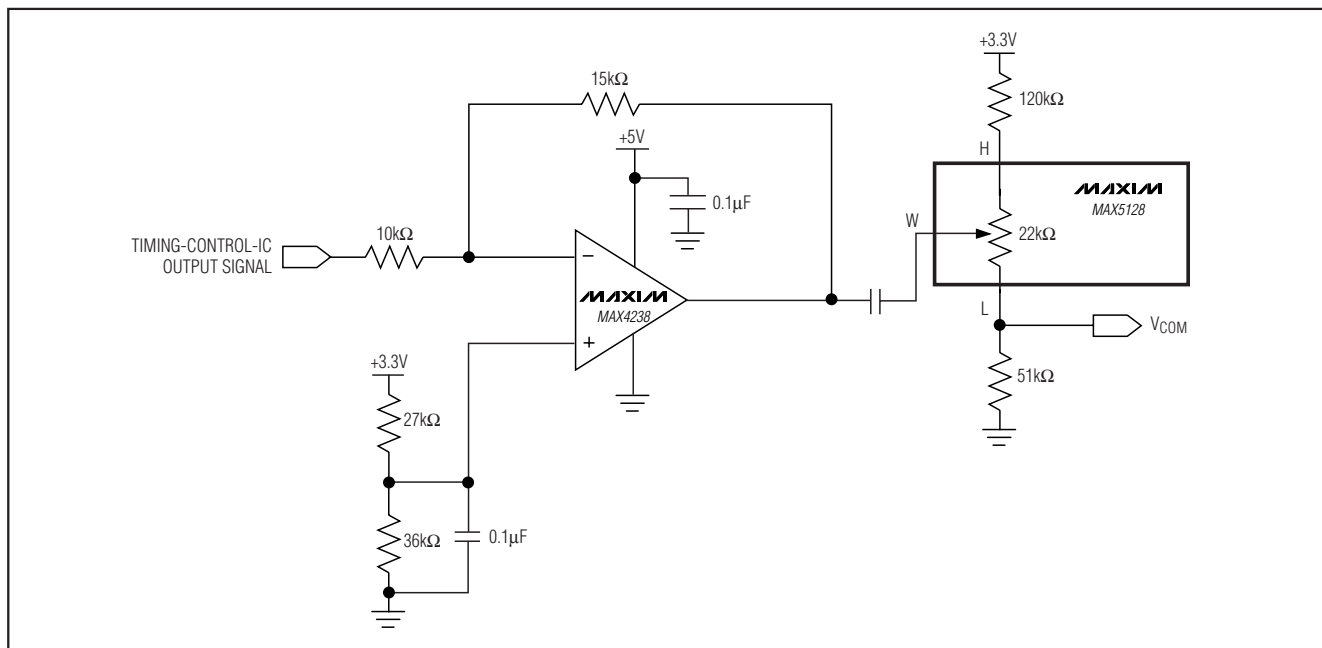 +3.3V
15kΩ
120kΩ
+5V
H
MAXIM
MAX5128
0.1μF
W
22kΩ
TIMING-CONTROL-IC
OUTPUT SIGNAL
10kΩ
−
MAXIM
MAX4238
+
L
VCOM
+3.3V
51kΩ
27kΩ
36kΩ
0.1μF